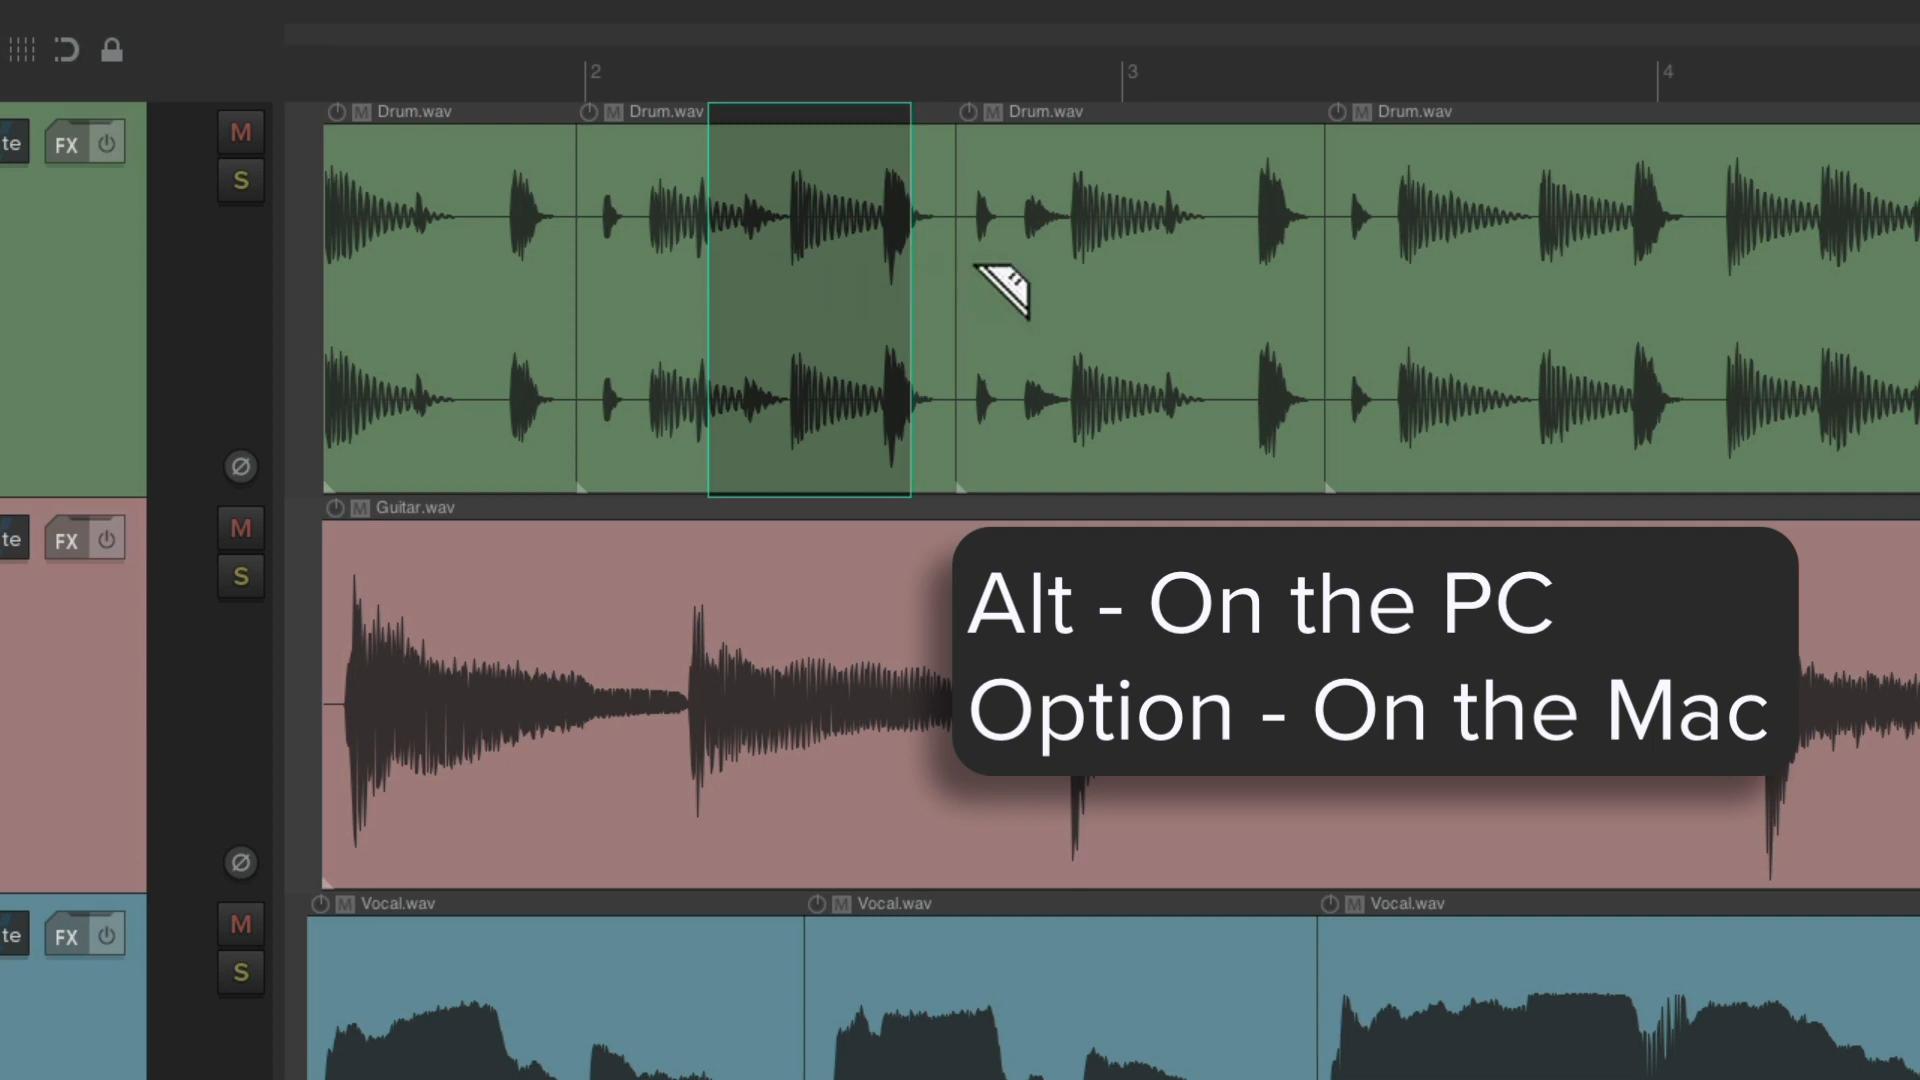 2
3
4
M Drum.wav
M Drum.wav
M Drum.wav
M Drum.wav
te FX
M
S
Ø
M Guitar.wav
te FX
M
S
Ø
Alt - On the PC
Option - On the Mac
M Vocal.wav
M Vocal.wav
M Vocal.wav
te FX
M
S